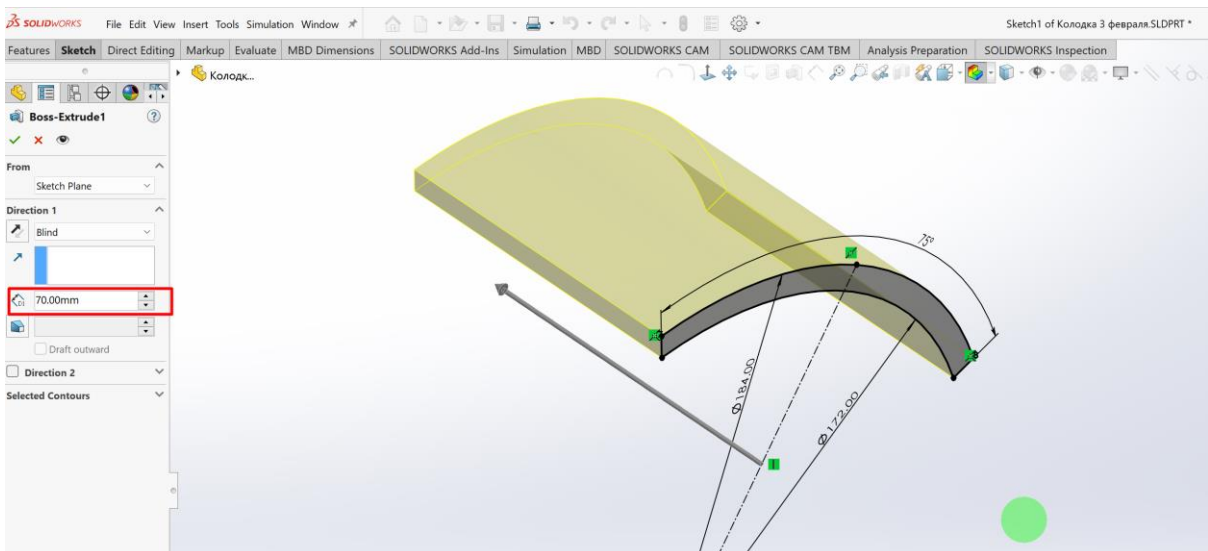 SOLIDWORKS File Edit View Insert Tools Simulation Window Sketch1 of Колодка 3 февраля.SLDPRT *
Features Sketch Direct Editing Markup Evaluate MBD Dimensions SOLIDWORKS Add-Ins Simulation MBD SOLIDWORKS CAM SOLIDWORKS CAM TBM Analysis Preparation SOLIDWORKS Inspection
Колодк...
Boss-Extrude1
From
Sketch Plane
Direction 1
Blind
70.00mm
Draft outward
Direction 2
Selected Contours
75°
Φ184.00
Φ172.00